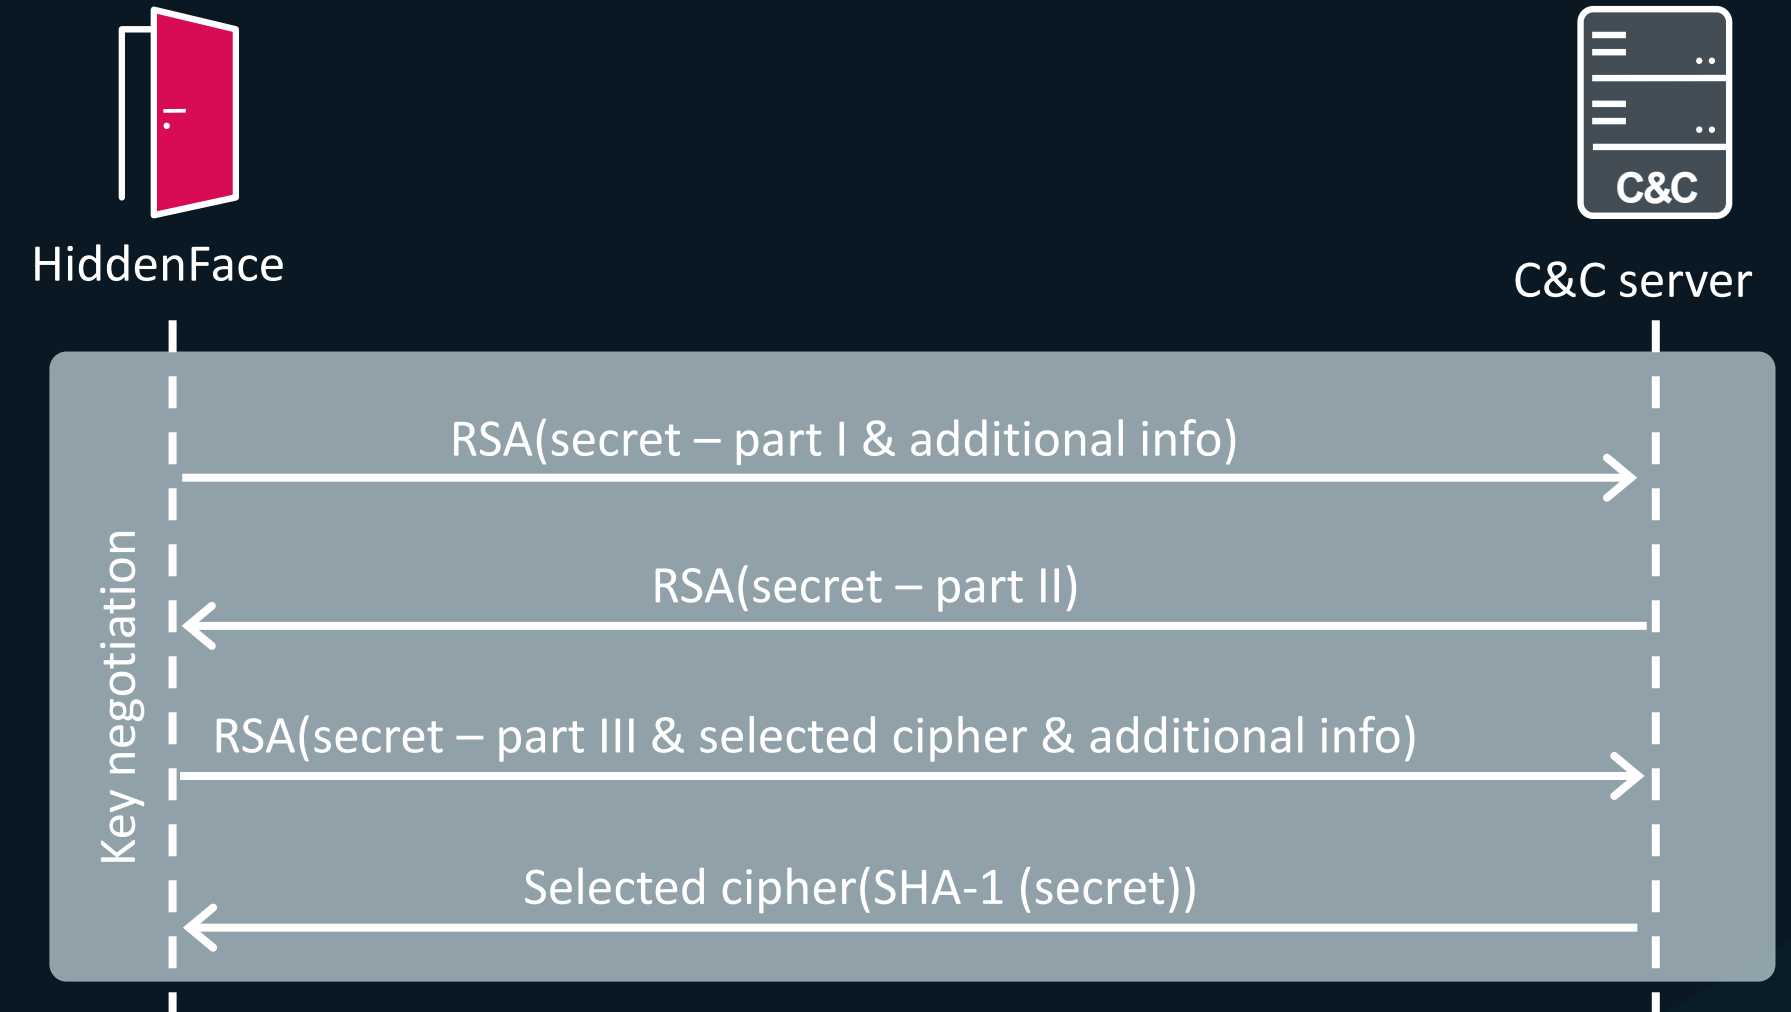 C&C
HiddenFace
C&C server
RSA(secret – part I & additional info)
RSA(secret – part II)
RSA(secret – part III & selected cipher & additional info)
Selected cipher(SHA-1 (secret))
Key negotiation